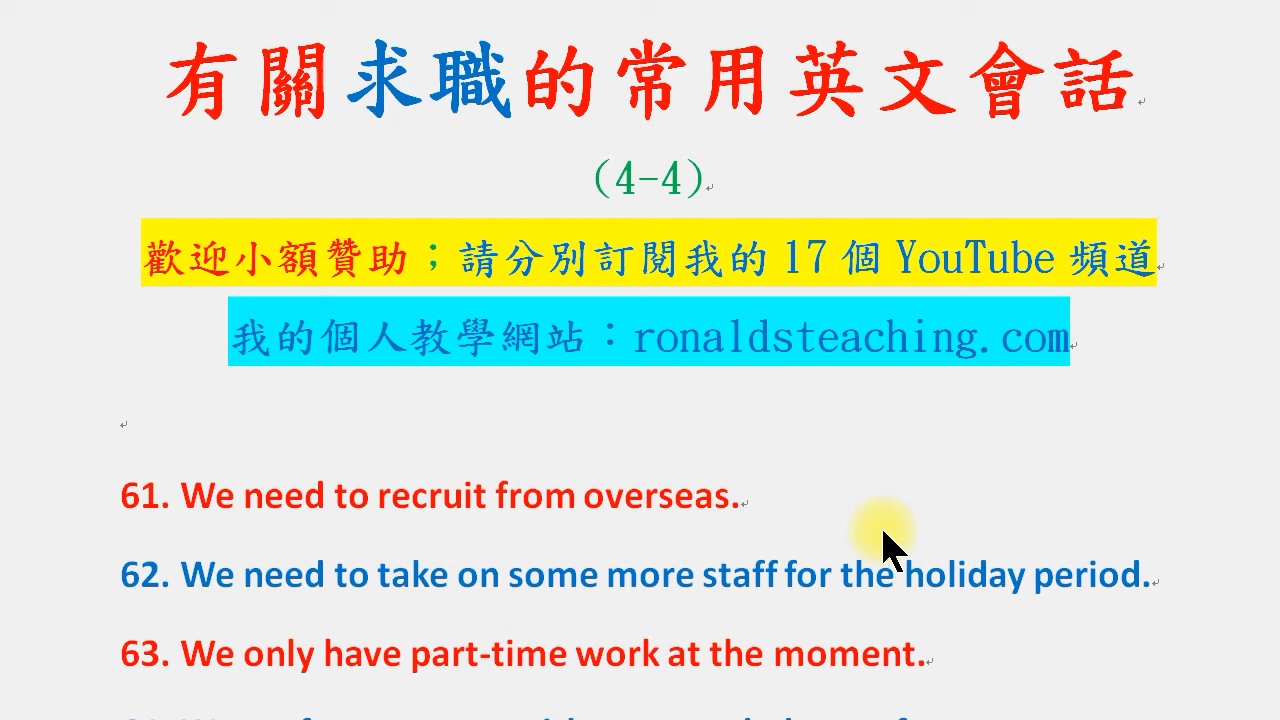 有關求職的常用英文會話
(4-4)
歡迎小額贊助；請分別訂閱我的 17 個 YouTube 頻道
我的個人教學網站：ronaldsteaching.com
61. We need to recruit from overseas.
62. We need to take on some more staff for the holiday period.
63. We only have part-time work at the moment.